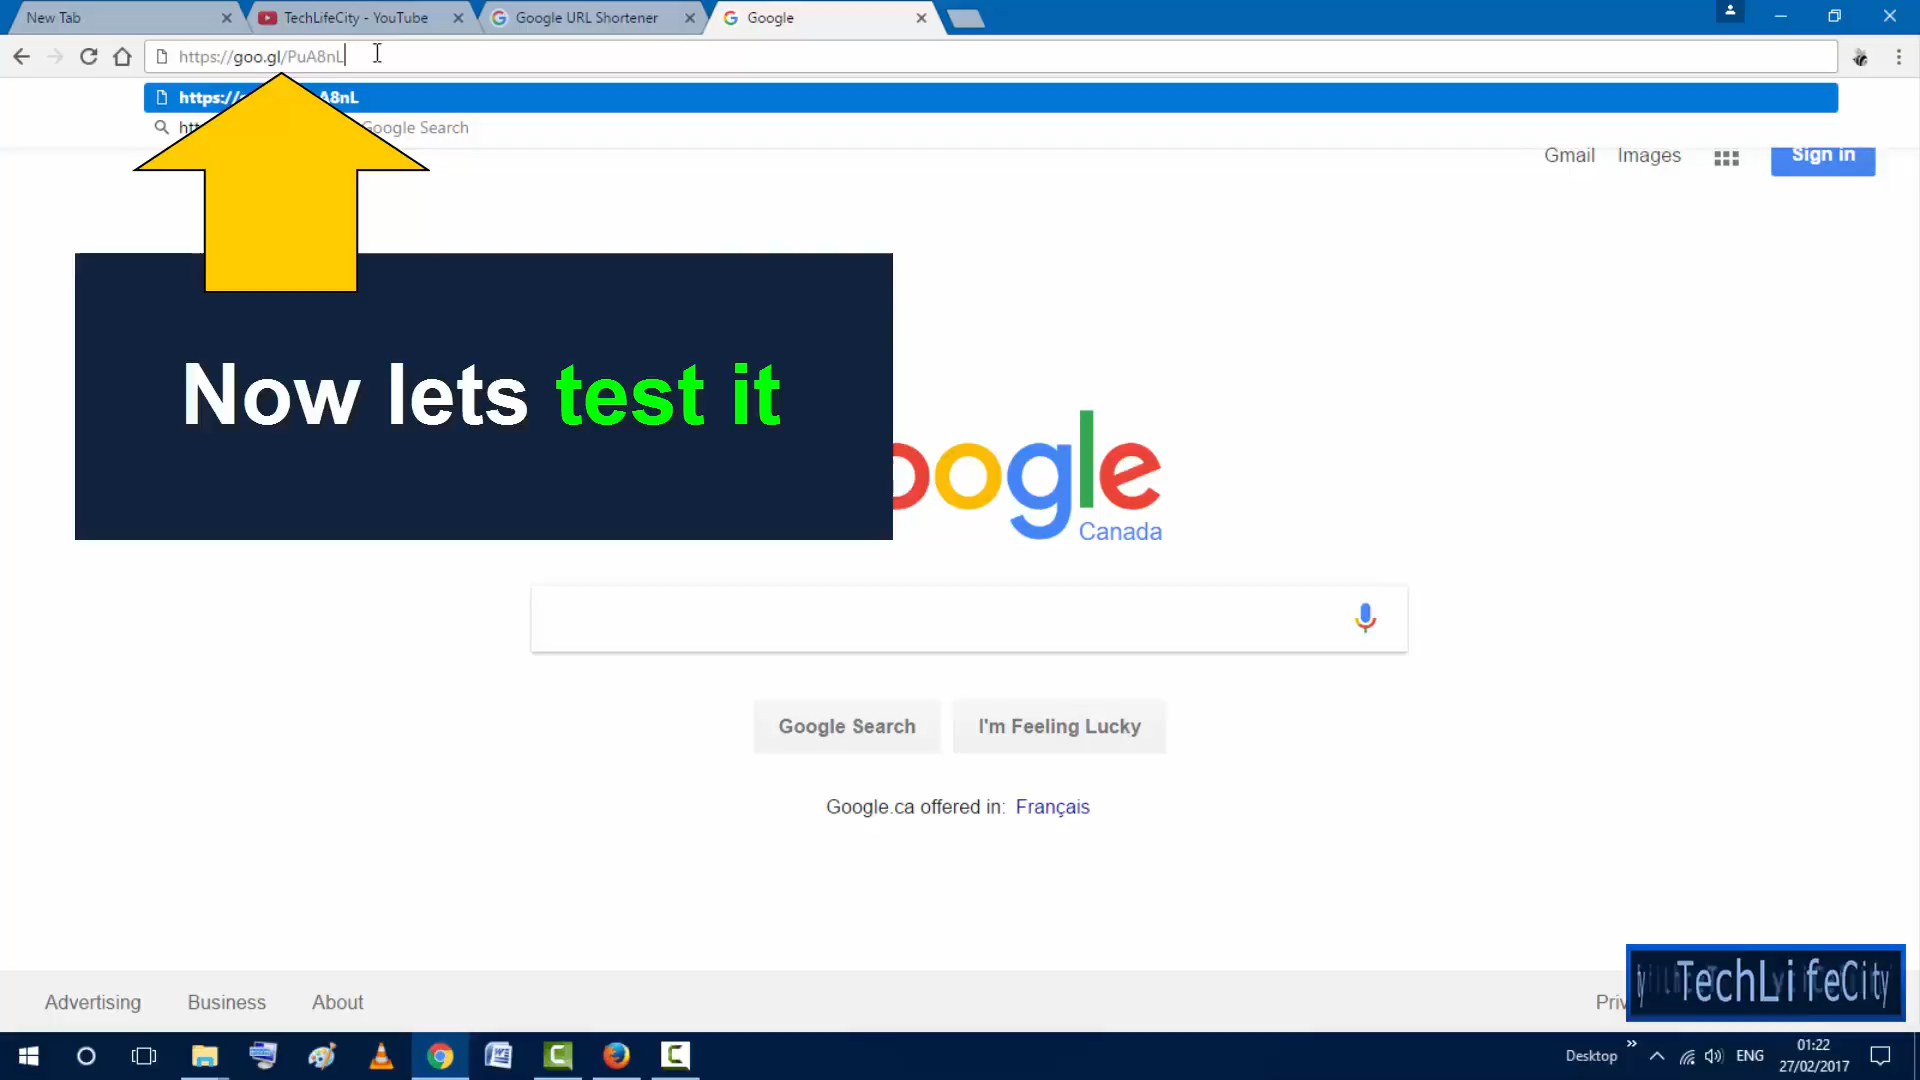 New Tab
TechLifeCity - YouTube
Google URL Shortener
Google
https://goo.gl/PuA8nL
https:// A8nL
Google Search
Gmail
Images
Sign in
Now lets test it
oogle
Canada
Google Search
I'm Feeling Lucky
Google.ca offered in: Français
Advertising
Business
About
TechLifeCity
Desktop
ENG
01:22
27/02/2017